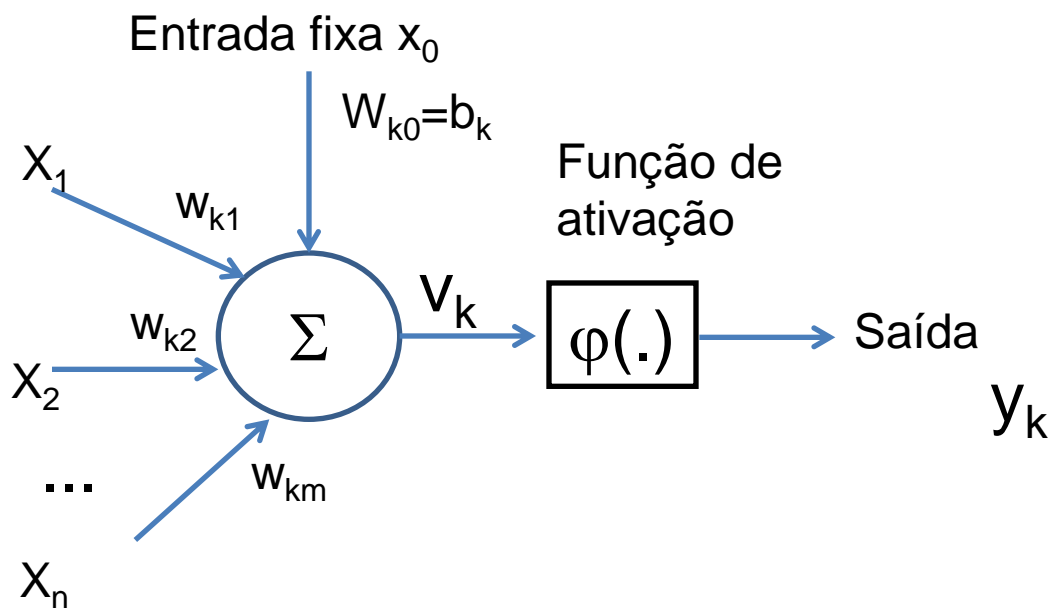 Entrada fixa x₀
Wₖ₀=bₖ
X₁
wₖ₁
Função de
ativação
wₖ₂
Σ
vₖ
φ(.)
Saída
yₖ
X₂
...
wₖₘ
Xₙ